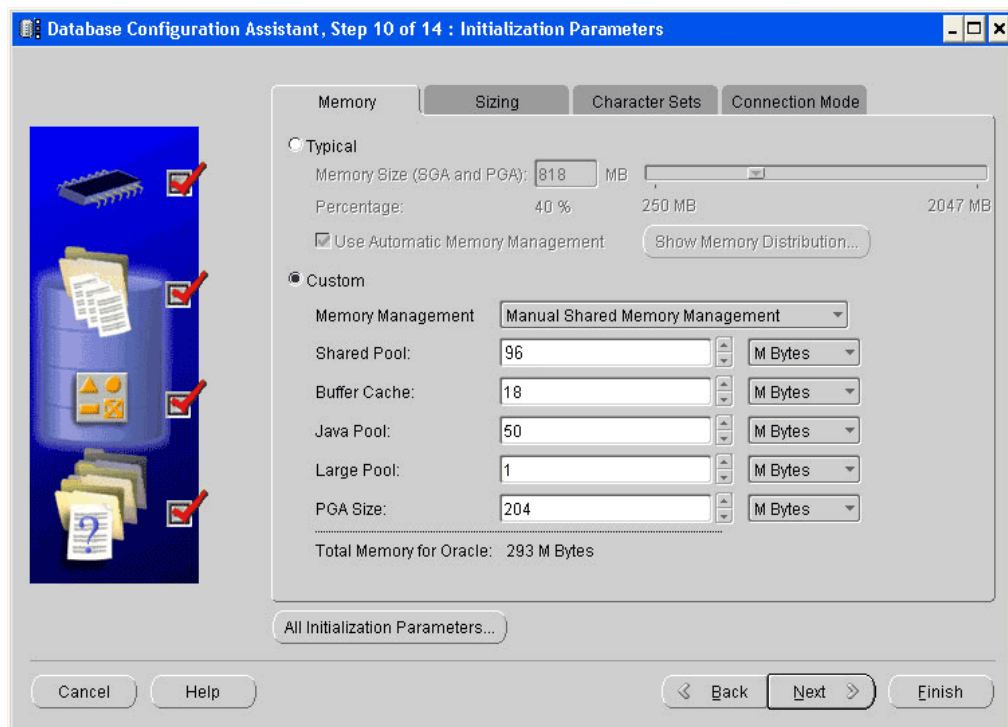 Database Configuration Assistant, Step 10 of 14 : Initialization Parameters
Memory Sizing Character Sets Connection Mode
Typical
Memory Size (SGA and PGA): 818 MB
Percentage: 40 % 250 MB 2047 MB
Use Automatic Memory Management Show Memory Distribution...
Custom
Memory Management Manual Shared Memory Management
Shared Pool: 96 M Bytes
Buffer Cache: 18 M Bytes
Java Pool: 50 M Bytes
Large Pool: 1 M Bytes
PGA Size: 204 M Bytes
Total Memory for Oracle: 293 M Bytes
?
All Initialization Parameters...
Cancel Help Back Next Finish